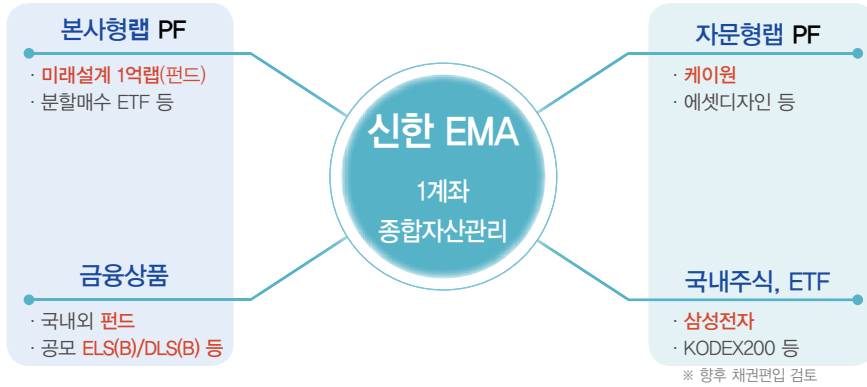 본사형랩 PF
· 미래설계 1억랩(펀드)
· 분할매수 ETF 등
자문형랩 PF
· 케이원
· 에셋디자인 등
신한 EMA
1계좌
종합자산관리
금융상품
· 국내외 펀드
· 공모 ELS(B)/DLS(B) 등
국내주식, ETF
· 삼성전자
· KODEX200 등
※ 향후 채권편입 검토